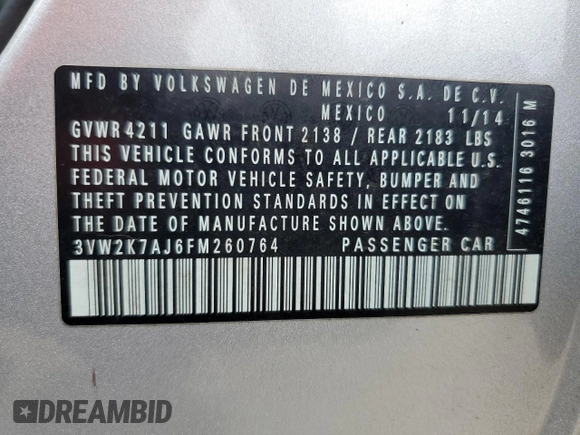 MFD BY VOLKSWAGEN DE MEXICO S.A. DE C.V.
MEXICO 11/14
GVWR 4211 GAWR FRONT 2138 / REAR 2183 LBS
THIS VEHICLE CONFORMS TO ALL APPLICABLE U.S.
FEDERAL MOTOR VEHICLE SAFETY, BUMPER AND
THEFT PREVENTION STANDARDS IN EFFECT ON
THE DATE OF MANUFACTURE SHOWN ABOVE.
3VW2K7AJ6FM260764 PASSENGER CAR
4746116 3016 M
DREAMBID